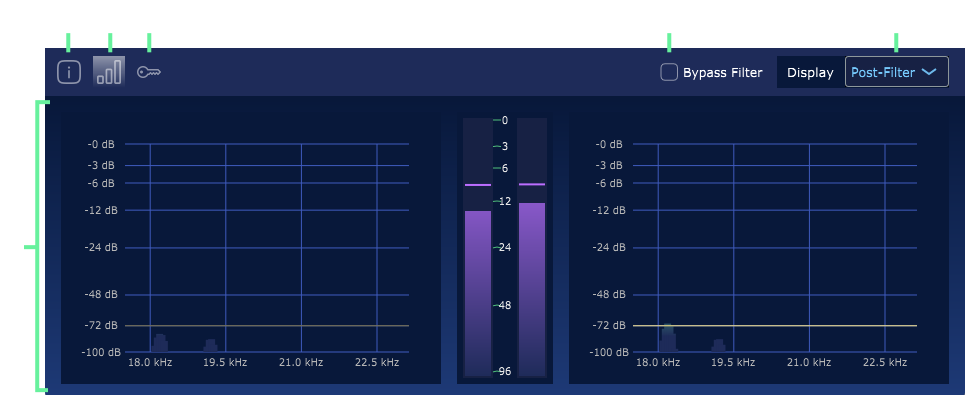 Bypass Filter Display Post-Filter
-0 dB
-3 dB
-6 dB
-12 dB
-24 dB
-48 dB
-72 dB
-100 dB
18.0 kHz 19.5 kHz 21.0 kHz 22.5 kHz
0
3
6
12
24
48
96
-0 dB
-3 dB
-6 dB
-12 dB
-24 dB
-48 dB
-72 dB
-100 dB
18.0 kHz 19.5 kHz 21.0 kHz 22.5 kHz